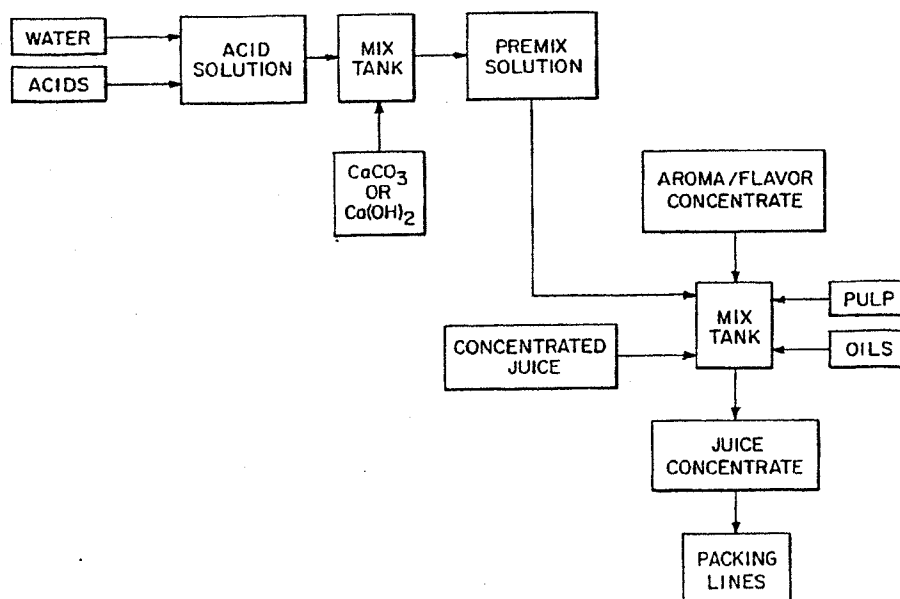 WATER
ACIDS
ACID
SOLUTION
MIX
TANK
PREMIX
SOLUTION
CaCO₃
OR
Ca(OH)₂
AROMA/FLAVOR
CONCENTRATE
MIX
TANK
PULP
OILS
CONCENTRATED
JUICE
JUICE
CONCENTRATE
PACKING
LINES